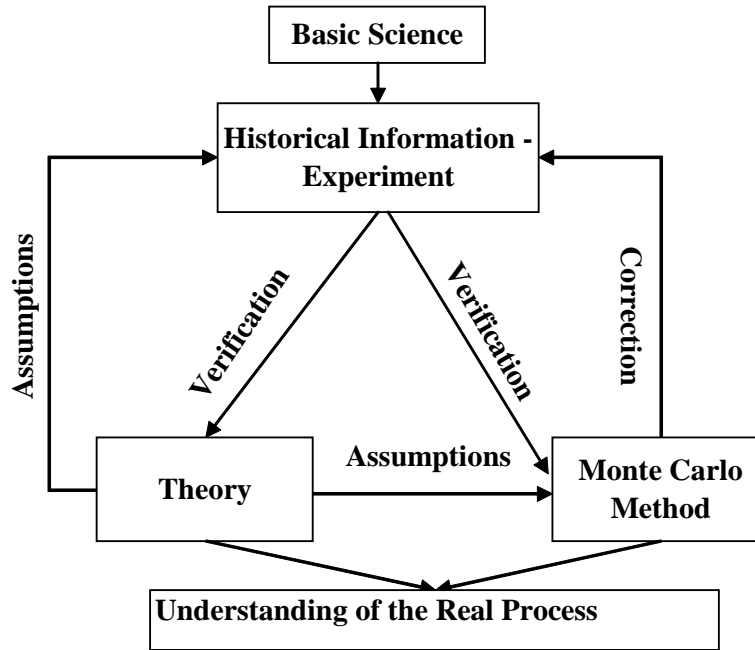 Basic Science
Historical Information -
Experiment
Assumptions
Verification
Verification
Correction
Assumptions
Theory
Monte Carlo
Method
Understanding of the Real Process